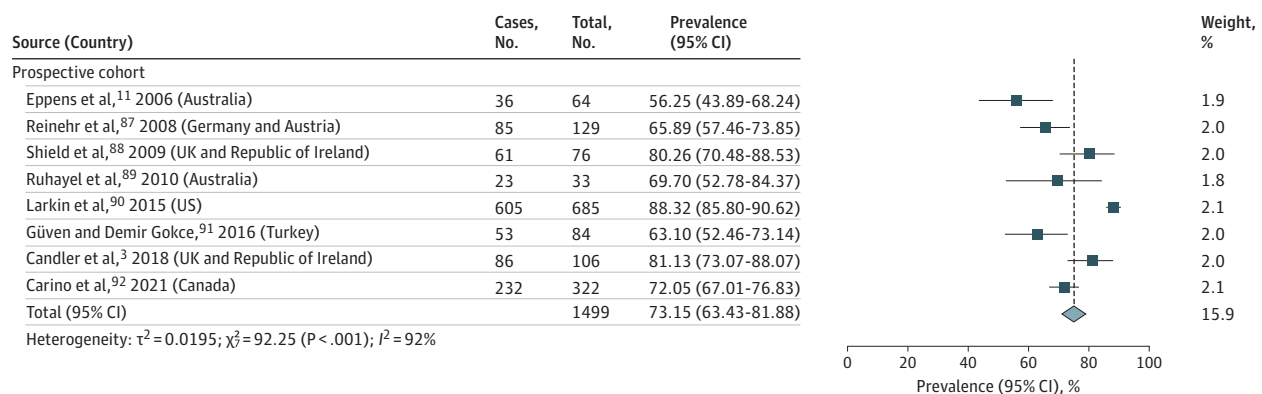 Source (Country) Cases, No. Total, No. Prevalence (95% CI) Weight, %
Prospective cohort
Eppens et al,11 2006 (Australia) 36 64 56.25 (43.89-68.24) 1.9
Reinehr et al,87 2008 (Germany and Austria) 85 129 65.89 (57.46-73.85) 2.0
Shield et al,88 2009 (UK and Republic of Ireland) 61 76 80.26 (70.48-88.53) 2.0
Ruhayel et al,89 2010 (Australia) 23 33 69.70 (52.78-84.37) 1.8
Larkin et al,90 2015 (US) 605 685 88.32 (85.80-90.62) 2.1
Güven and Demir Gokce,91 2016 (Turkey) 53 84 63.10 (52.46-73.14) 2.0
Candler et al,3 2018 (UK and Republic of Ireland) 86 106 81.13 (73.07-88.07) 2.0
Carino et al,92 2021 (Canada) 232 322 72.05 (67.01-76.83) 2.1
Total (95% CI) 1499 73.15 (63.43-81.88) 15.9
Heterogeneity: τ2 = 0.0195; χ²₇ = 92.25 (P < .001); I2 = 92%
0 20 40 60 80 100
Prevalence (95% CI), %